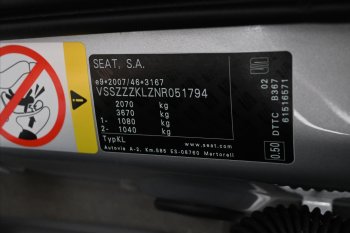 SEAT, S.A.
e9*2007/46*3167
VSSZZZKLZNR051794
2070 kg
3670 kg
1- 1080 kg
2- 1040 kg
TypKL
www.seat.com
Autovía A-2, Km.585 ES-08760 Martorell
02
DTTC B367
61516571
0.50